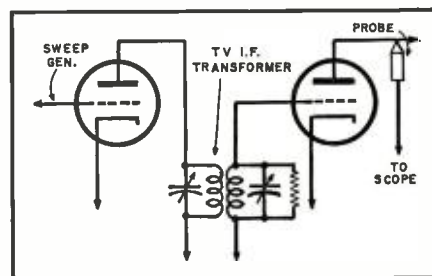 SWEEP
GEN.
TV I.F.
TRANSFORMER
PROBE
TO
SCOPE